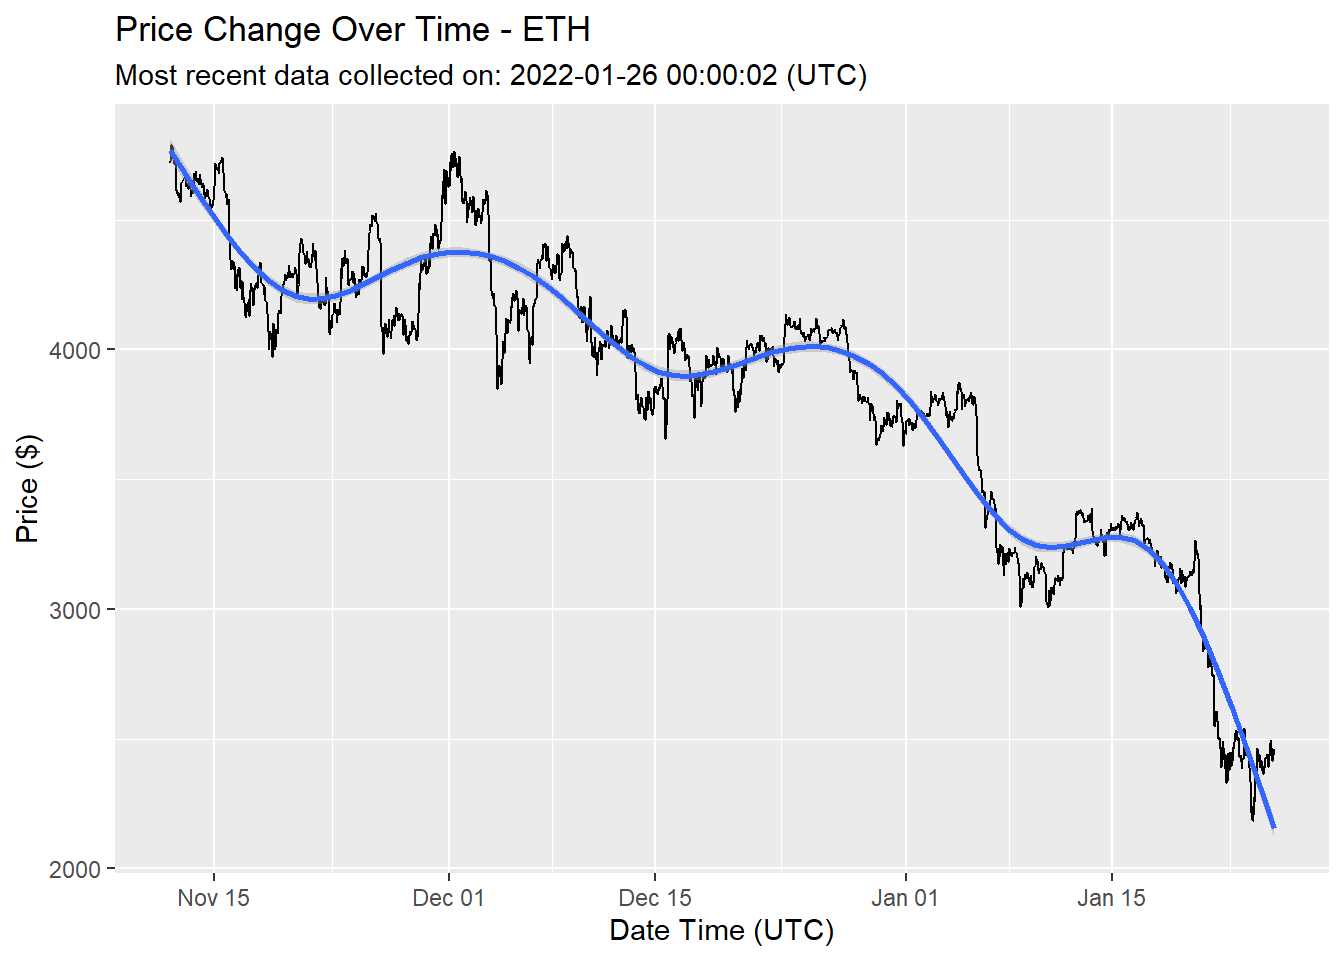 Price Change Over Time - ETH
Most recent data collected on: 2022-01-26 00:00:02 (UTC)
Price ($)
4000
3000
2000
Nov 15 Dec 01 Dec 15 Jan 01 Jan 15
Date Time (UTC)